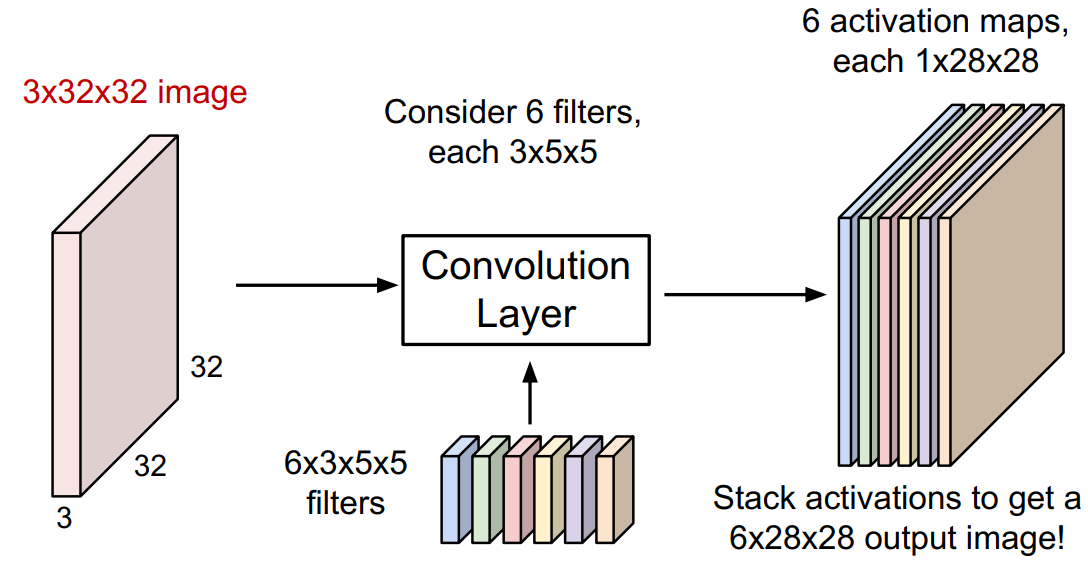 3x32x32 image
32
32
3
Consider 6 filters,
each 3x5x5
Convolution
Layer
6x3x5x5
filters
6 activation maps,
each 1x28x28
Stack activations to get a
6x28x28 output image!